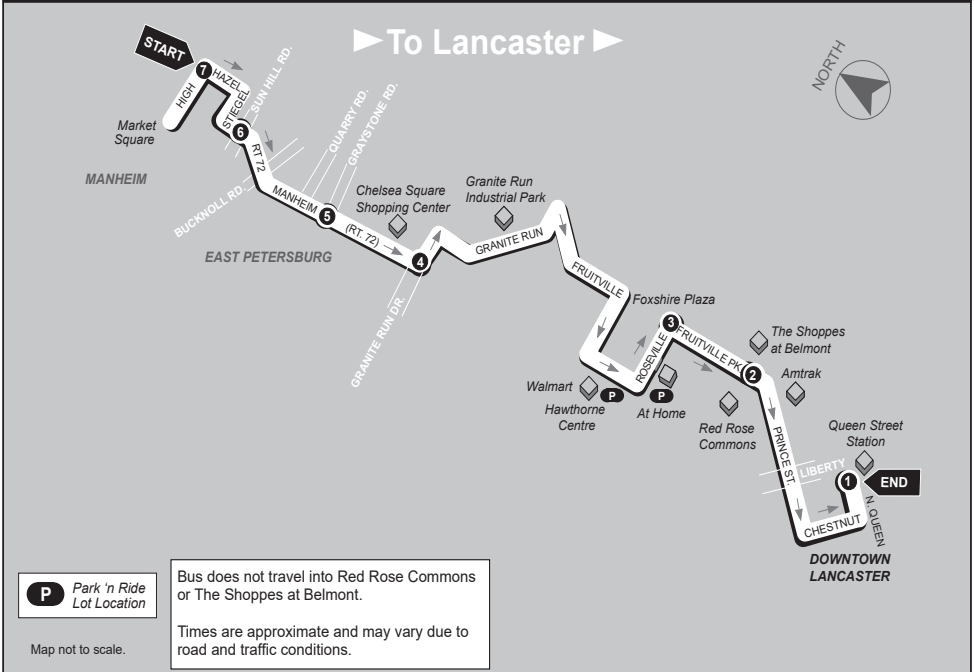 To Lancaster
START
NORTH
7
HAZEL
HIGH
STIEGEL
SUN HILL RD.
Market
Square
6
RT 72
MANHEIM
BUCKNOLL RD.
QUARRY RD.
GRAYSTONE RD.
MANHEIM
5
(RT. 72)
Chelsea Square
Shopping Center
Granite Run
Industrial Park
EAST PETERSBURG
4
GRANITE RUN
GRANITE RUN DR.
FRUITVILLE
Foxshire Plaza
3
ROSEVILLE
FRUITVILLE PK
The Shoppes
at Belmont
2
Amtrak
Walmart
P
Hawthorne
Centre
P
At Home
Red Rose
Commons
PRINCE ST.
Queen Street
Station
LIBERTY
1
END
N. QUEEN
CHESTNUT
DOWNTOWN
LANCASTER
P
Park ‘n Ride
Lot Location
Map not to scale.
Bus does not travel into Red Rose Commons
or The Shoppes at Belmont.
Times are approximate and may vary due to
road and traffic conditions.